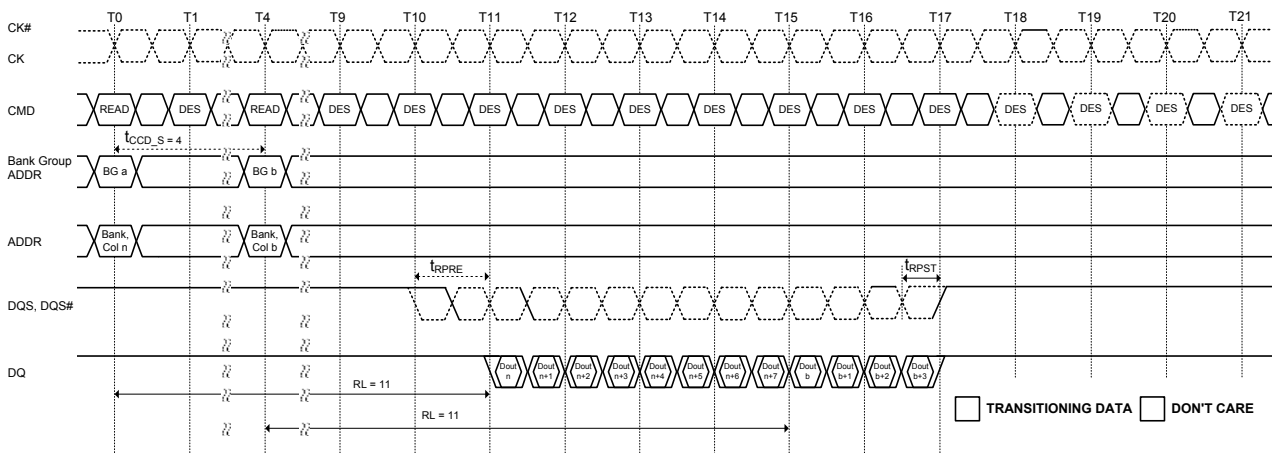 T0 T1 T4 T9 T10 T11 T12 T13 T14 T15 T16 T17 T18 T19 T20 T21
CK#
CK
CMD READ DES READ DES DES DES DES DES DES DES DES DES DES DES DES DES
tCCD_S = 4
Bank Group
ADDR
BG a BG b
ADDR
Bank, Bank,
Col n Col b
tRPRE tRPST
DQS, DQS#
DQ
Dout Dout Dout Dout Dout Dout Dout Dout Dout Dout Dout Dout
n n+1 n+2 n+3 n+4 n+5 n+6 n+7 b b+1 b+2 b+3
RL = 11
RL = 11
TRANSITIONING DATA DON'T CARE